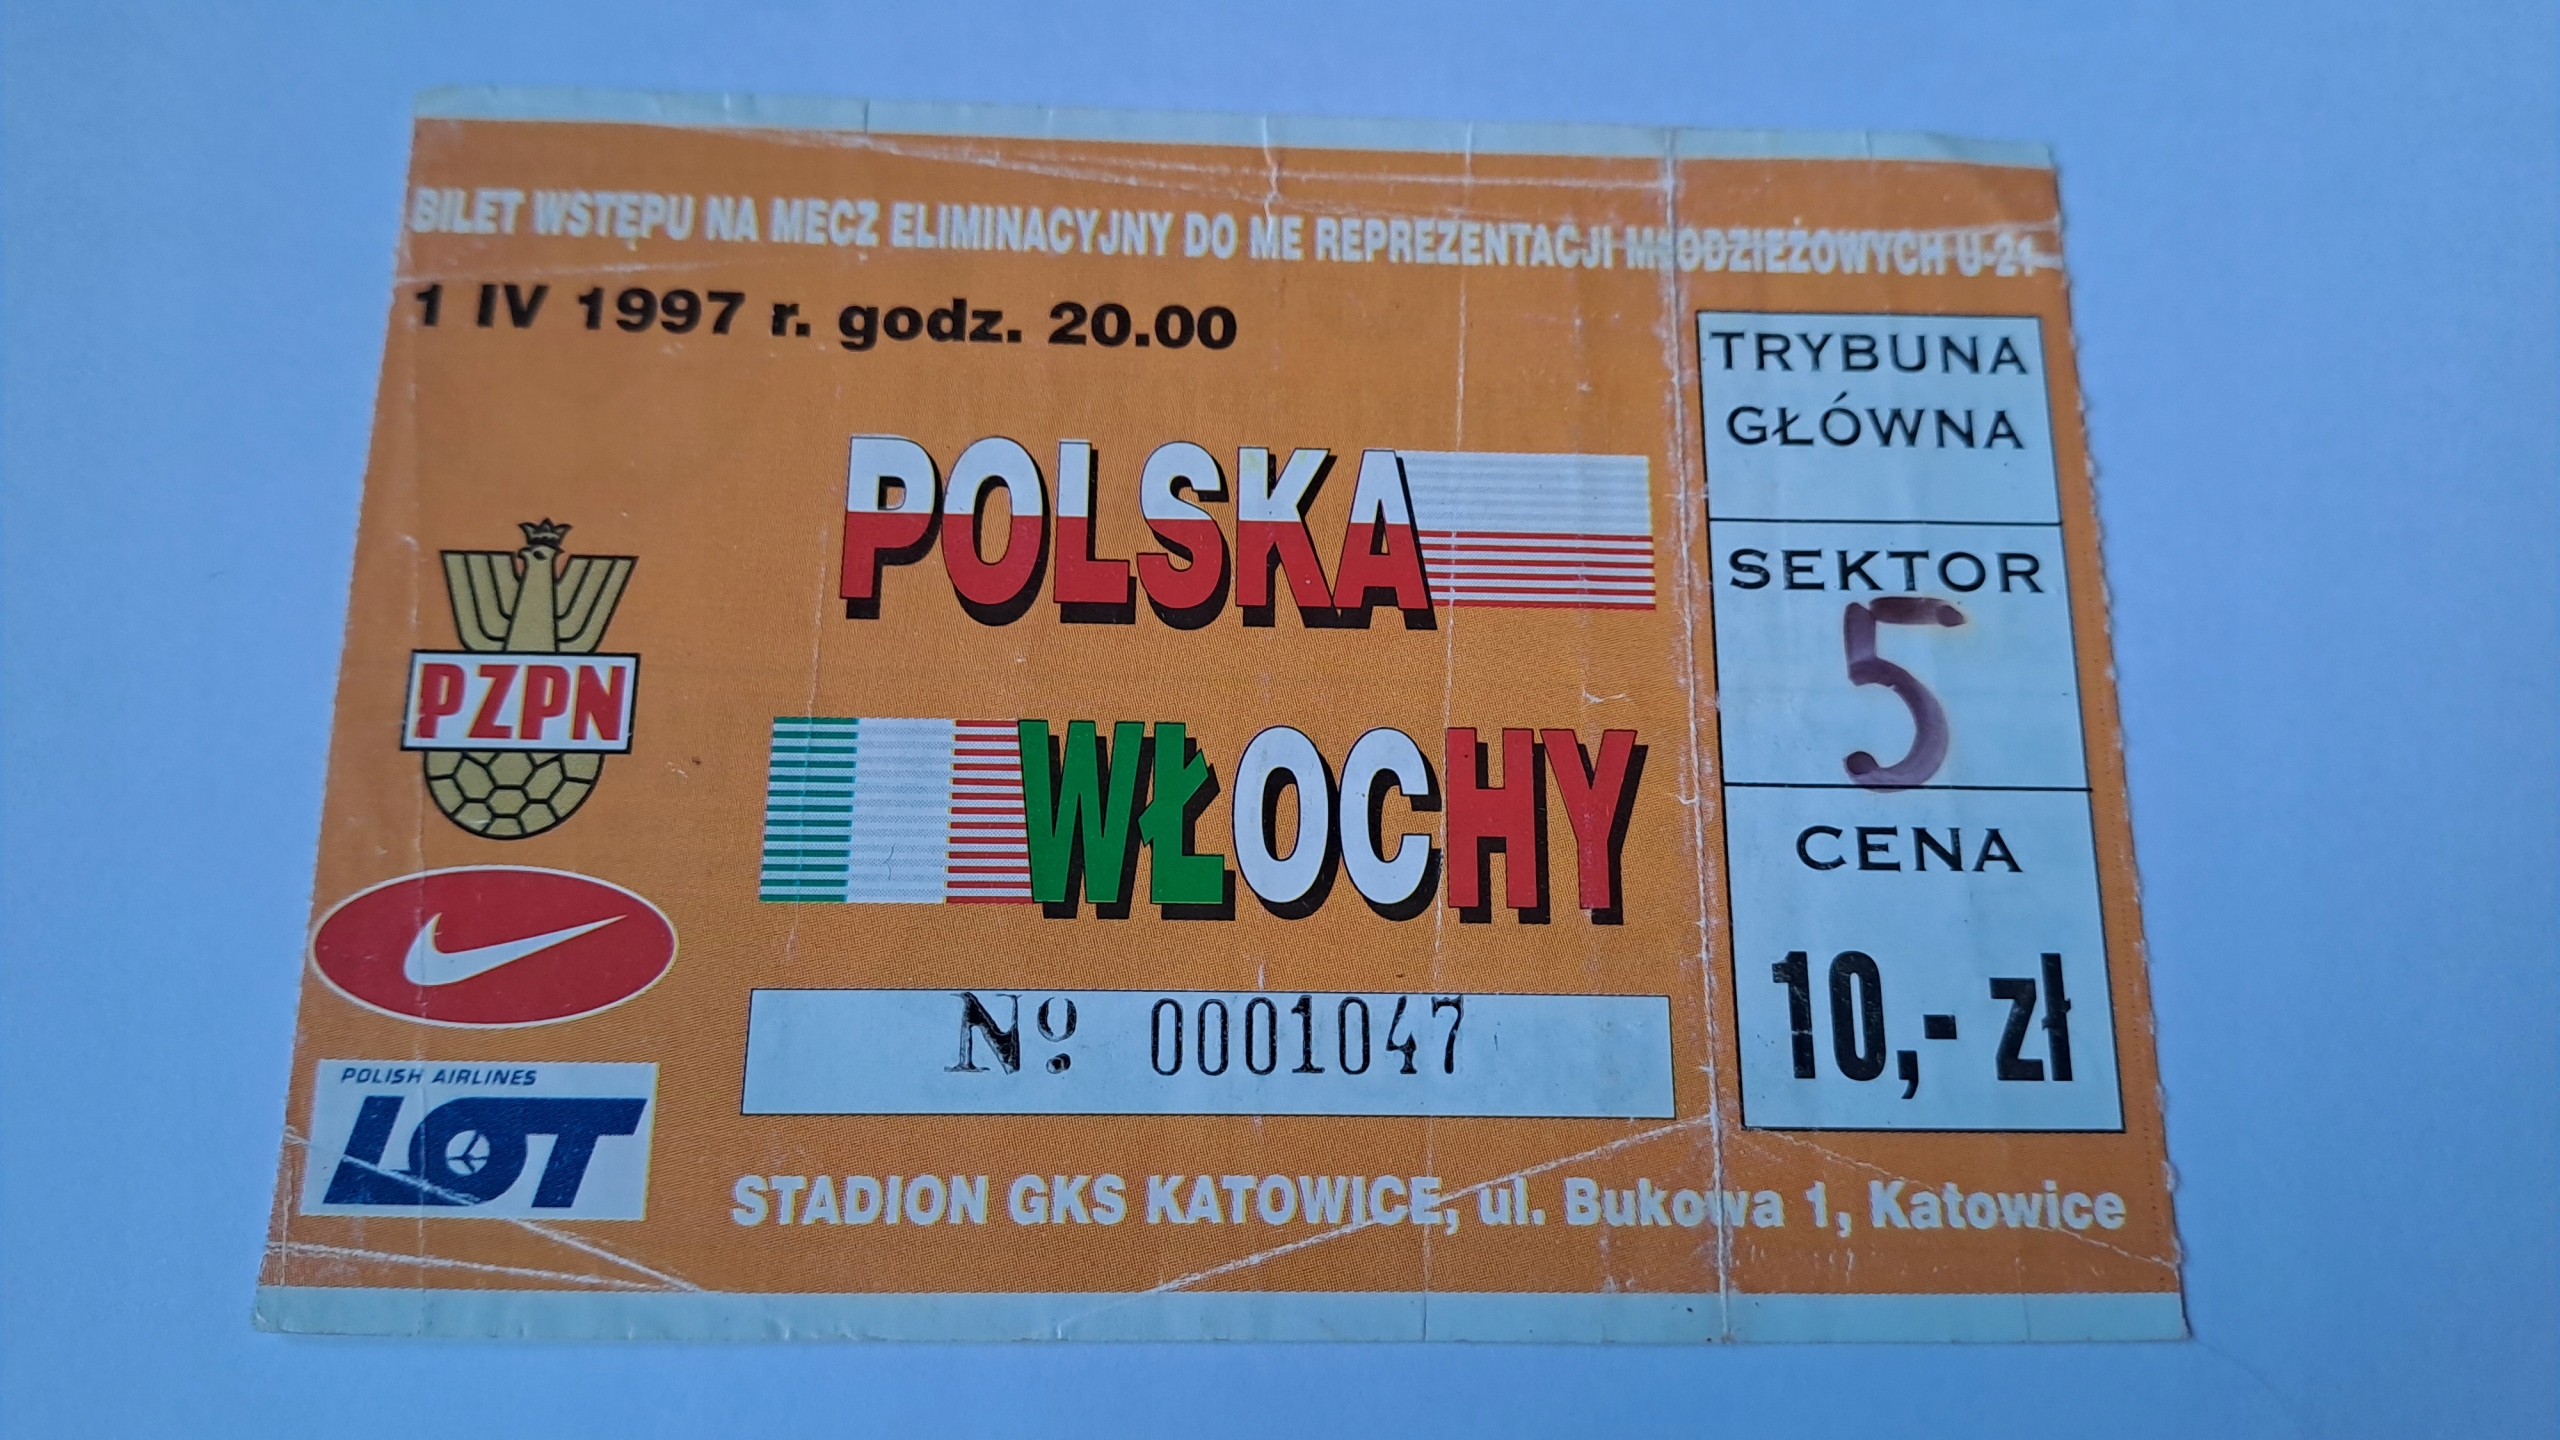 BILET WSTĘPU NA MECZ ELIMINACYJNY DO ME REPREZENTACJI MŁODZIEŻOWYCH U-21
1 IV 1997 r. godz. 20.00
POLSKA
WŁOCHY
PZPN
POLISH AIRLINES
LOT
Nº 0001047
STADION GKS KATOWICE, ul. Bukowa 1, Katowice
TRYBUNA
GŁÓWNA
SEKTOR
5
CENA
10,- zł